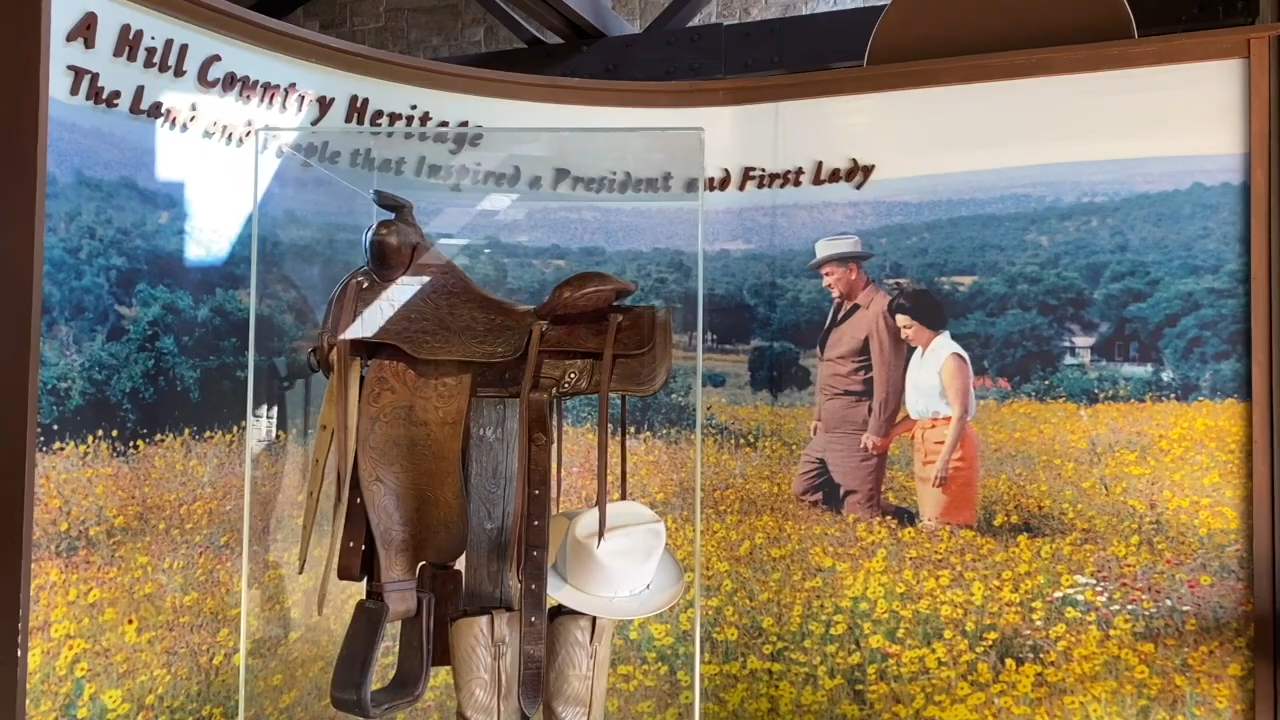 A Hill Country Heritage
The Land and People that Inspired a President and First Lady